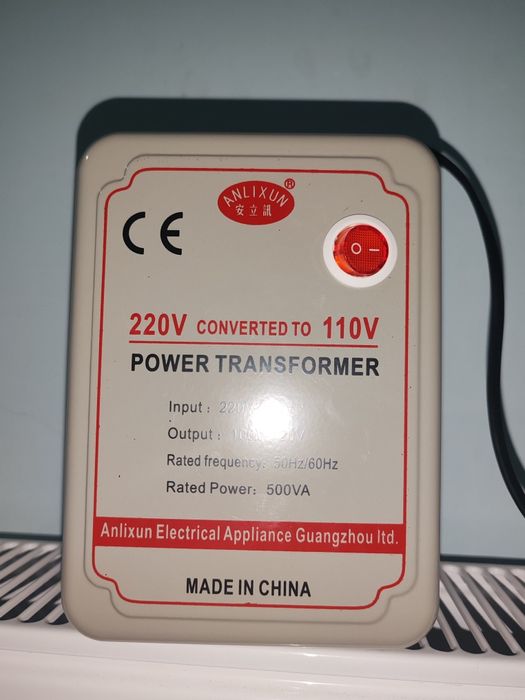 ANLIXUN
安立訊
CE
O —
220V CONVERTED TO 110V
POWER TRANSFORMER
Input :
Output :
Rated frequency: 50Hz/60Hz
Rated Power: 500VA
Anlixun Electrical Appliance Guangzhou ltd.
MADE IN CHINA